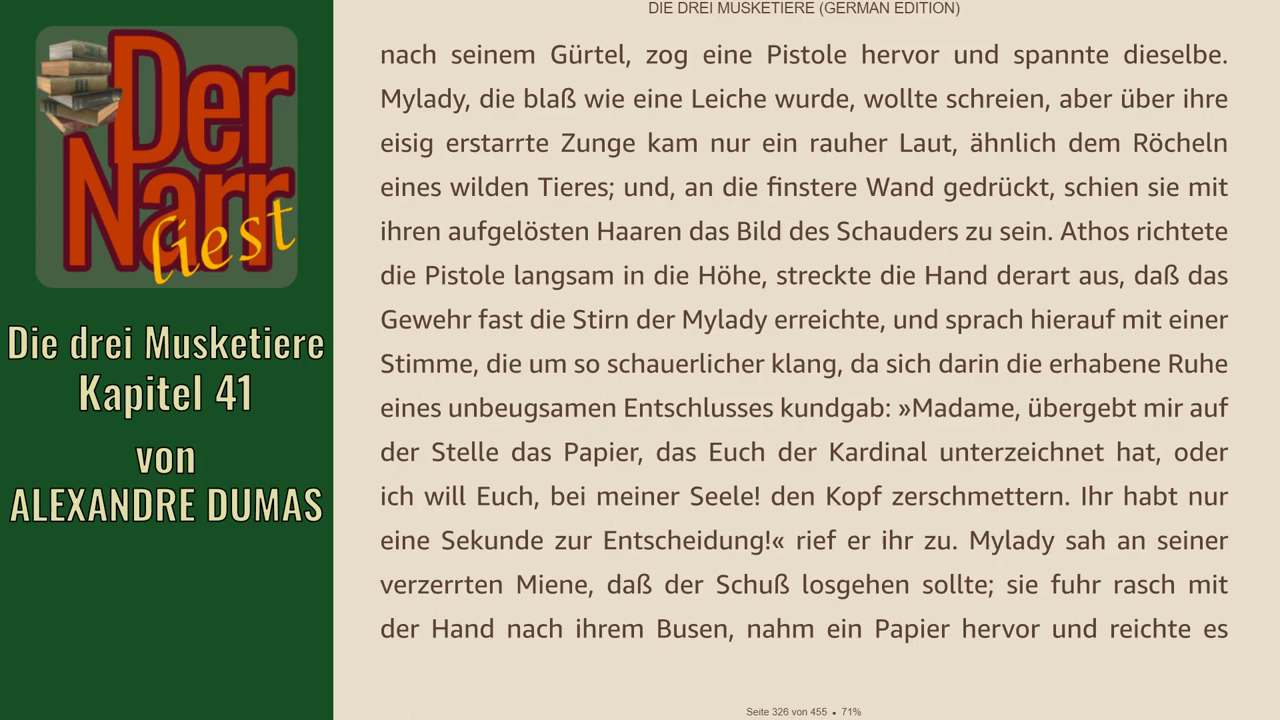 Der
Narr
liest
Die drei Musketiere
Kapitel 41
von
ALEXANDRE DUMAS
DIE DREI MUSKETIERE (GERMAN EDITION)
nach seinem Gürtel, zog eine Pistole hervor und spannte dieselbe.
Mylady, die blaß wie eine Leiche wurde, wollte schreien, aber über ihre
eisig erstarrte Zunge kam nur ein rauher Laut, ähnlich dem Röcheln
eines wilden Tieres; und, an die finstere Wand gedrückt, schien sie mit
ihren aufgelösten Haaren das Bild des Schauders zu sein. Athos richtete
die Pistole langsam in die Höhe, streckte die Hand derart aus, daß das
Gewehr fast die Stirn der Mylady erreichte, und sprach hierauf mit einer
Stimme, die um so schauerlicher klang, da sich darin die erhabene Ruhe
eines unbeugsamen Entschlusses kundgab: »Madame, übergebt mir auf
der Stelle das Papier, das Euch der Kardinal unterzeichnet hat, oder
ich will Euch, bei meiner Seele! den Kopf zerschmettern. Ihr habt nur
eine Sekunde zur Entscheidung!« rief er ihr zu. Mylady sah an seiner
verzerrten Miene, daß der Schuß losgehen sollte; sie fuhr rasch mit
der Hand nach ihrem Busen, nahm ein Papier hervor und reichte es
Seite 326 von 455 • 71%